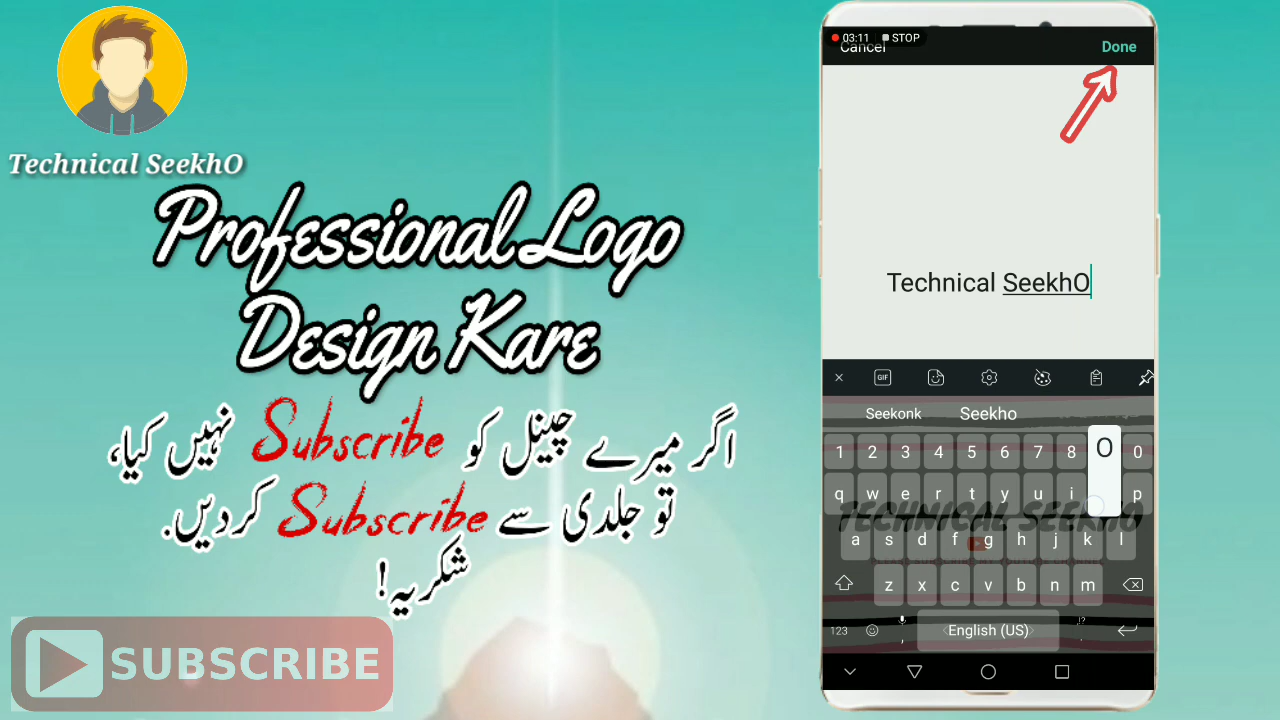 Technical SeekhO
Professional Logo
Design Kare
اگر میرے چینل کو Subscribe نہیں کیا،
تو جلدی سے Subscribe کردیں.
شکریہ!
SUBSCRIBE
03:11 STOP
Cancel Done
Technical SeekhO
GIF
Seekonk Seekho
1 2 3 4 5 6 7 8 O 0
q w e r t y u i p
TECHNICAL SEEKHO
a s d f g h j k l
z x c v b n m
123 , English (US) !?